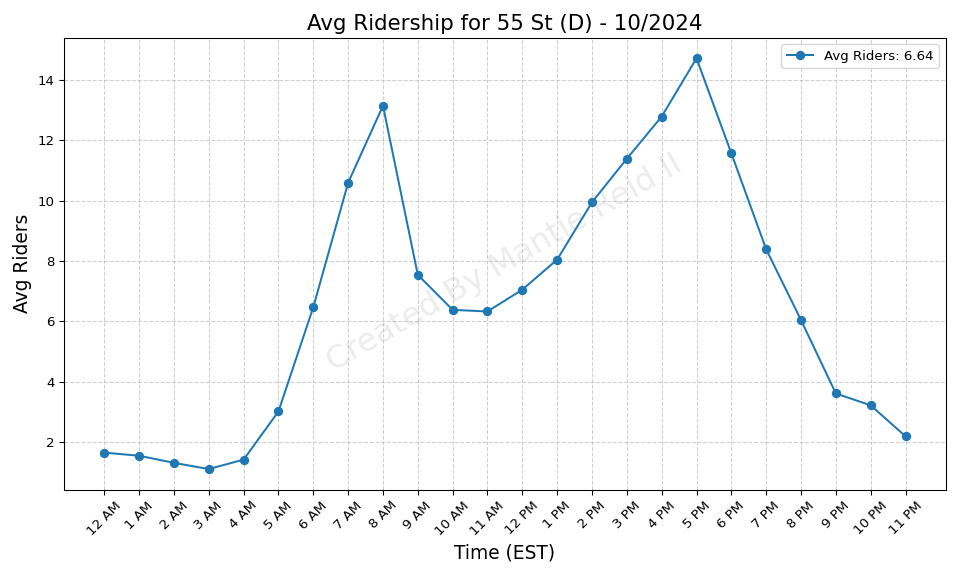 Avg Ridership for 55 St (D) - 10/2024
Avg Riders: 6.64
Avg Riders
14
12
10
8
6
4
2
Created By Mantie Reid II
12 AM
1 AM
2 AM
3 AM
4 AM
5 AM
6 AM
7 AM
8 AM
9 AM
10 AM
11 AM
12 PM
1 PM
2 PM
3 PM
4 PM
5 PM
6 PM
7 PM
8 PM
9 PM
10 PM
11 PM
Time (EST)